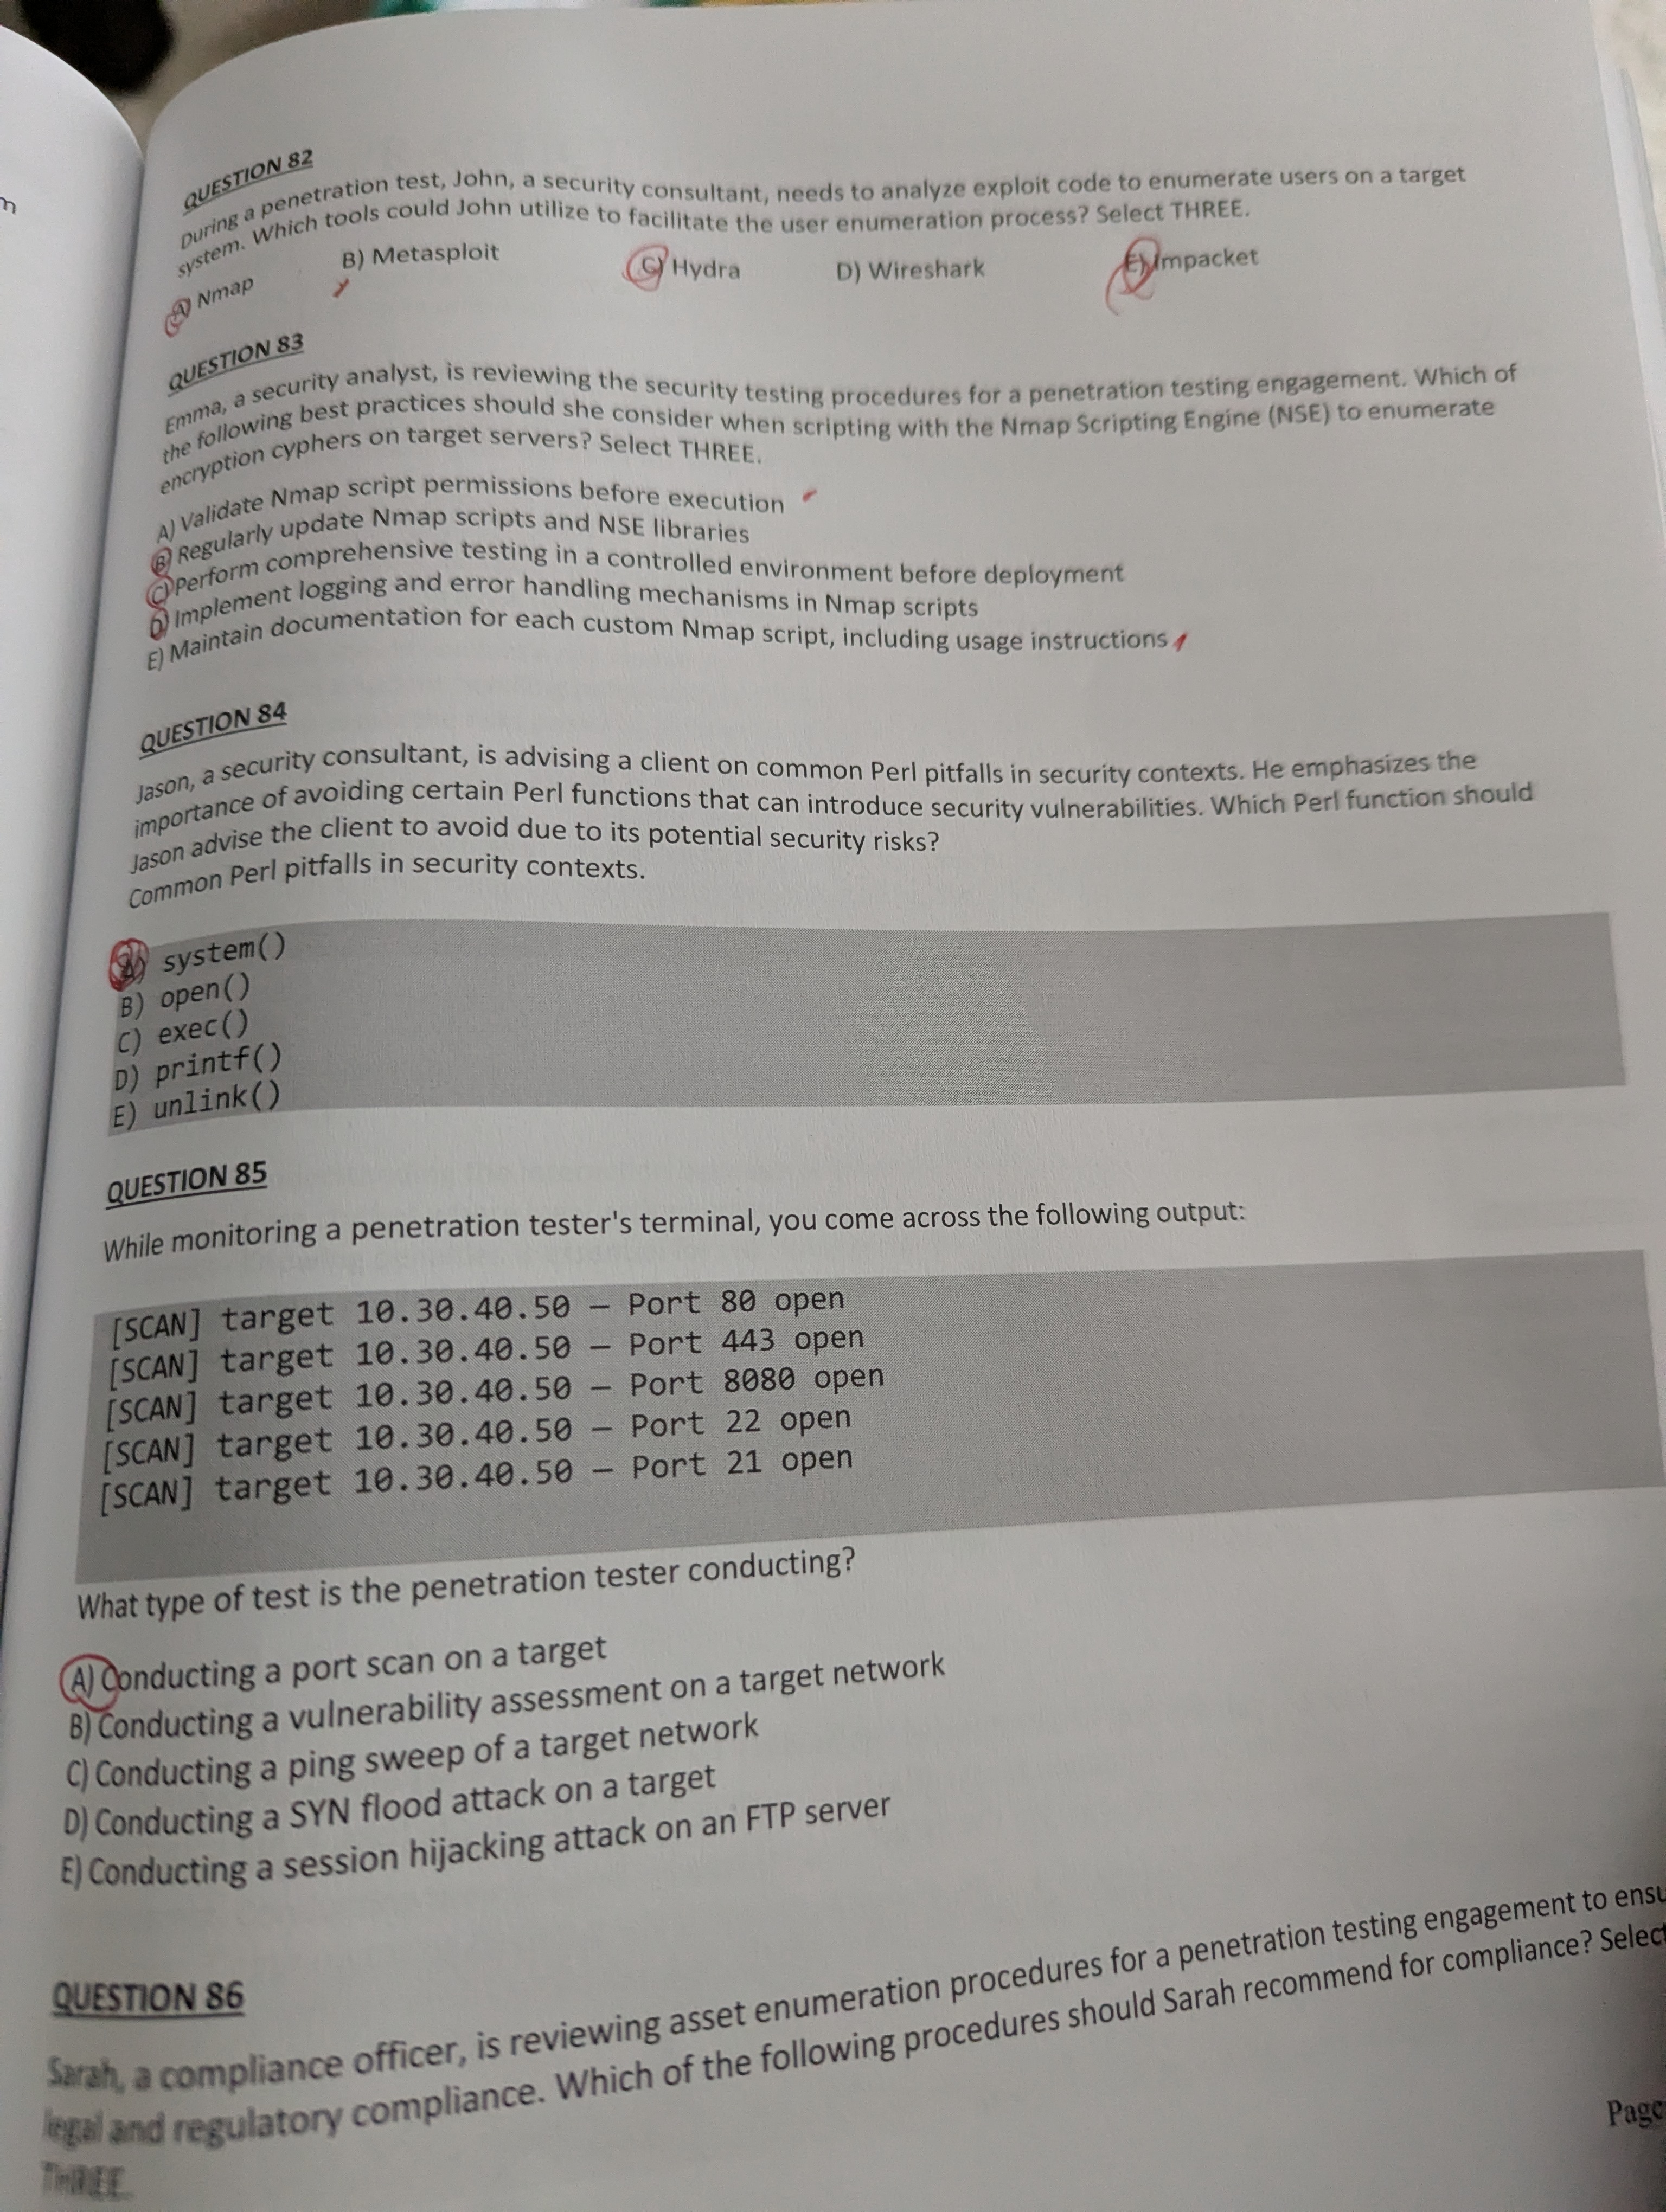 QUESTION 82
During a penetration test, John, a security consultant, needs to analyze exploit code to enumerate users on a target
system. Which tools could John utilize to facilitate the user enumeration process? Select THREE.
A) Nmap B) Metasploit C) Hydra D) Wireshark E) Impacket
QUESTION 83
Emma, a security analyst, is reviewing the security testing procedures for a penetration testing engagement. Which of
the following best practices should she consider when scripting with the Nmap Scripting Engine (NSE) to enumerate
encryption cyphers on target servers? Select THREE.
A) Validate Nmap script permissions before execution
B) Regularly update Nmap scripts and NSE libraries
C) Perform comprehensive testing in a controlled environment before deployment
D) Implement logging and error handling mechanisms in Nmap scripts
E) Maintain documentation for each custom Nmap script, including usage instructions
QUESTION 84
Jason, a security consultant, is advising a client on common Perl pitfalls in security contexts. He emphasizes the
importance of avoiding certain Perl functions that can introduce security vulnerabilities. Which Perl function should
Jason advise the client to avoid due to its potential security risks?
Common Perl pitfalls in security contexts.
A) system()
B) open()
C) exec()
D) printf()
E) unlink()
QUESTION 85
While monitoring a penetration tester's terminal, you come across the following output:
[SCAN] target 10.30.40.50 – Port 80 open
[SCAN] target 10.30.40.50 – Port 443 open
[SCAN] target 10.30.40.50 – Port 8080 open
[SCAN] target 10.30.40.50 – Port 22 open
[SCAN] target 10.30.40.50 – Port 21 open
What type of test is the penetration tester conducting?
A) Conducting a port scan on a target
B) Conducting a vulnerability assessment on a target network
C) Conducting a ping sweep of a target network
D) Conducting a SYN flood attack on a target
E) Conducting a session hijacking attack on an FTP server
QUESTION 86
Sarah, a compliance officer, is reviewing asset enumeration procedures for a penetration testing engagement to ensu
legal and regulatory compliance. Which of the following procedures should Sarah recommend for compliance? Select
THREE.
Page